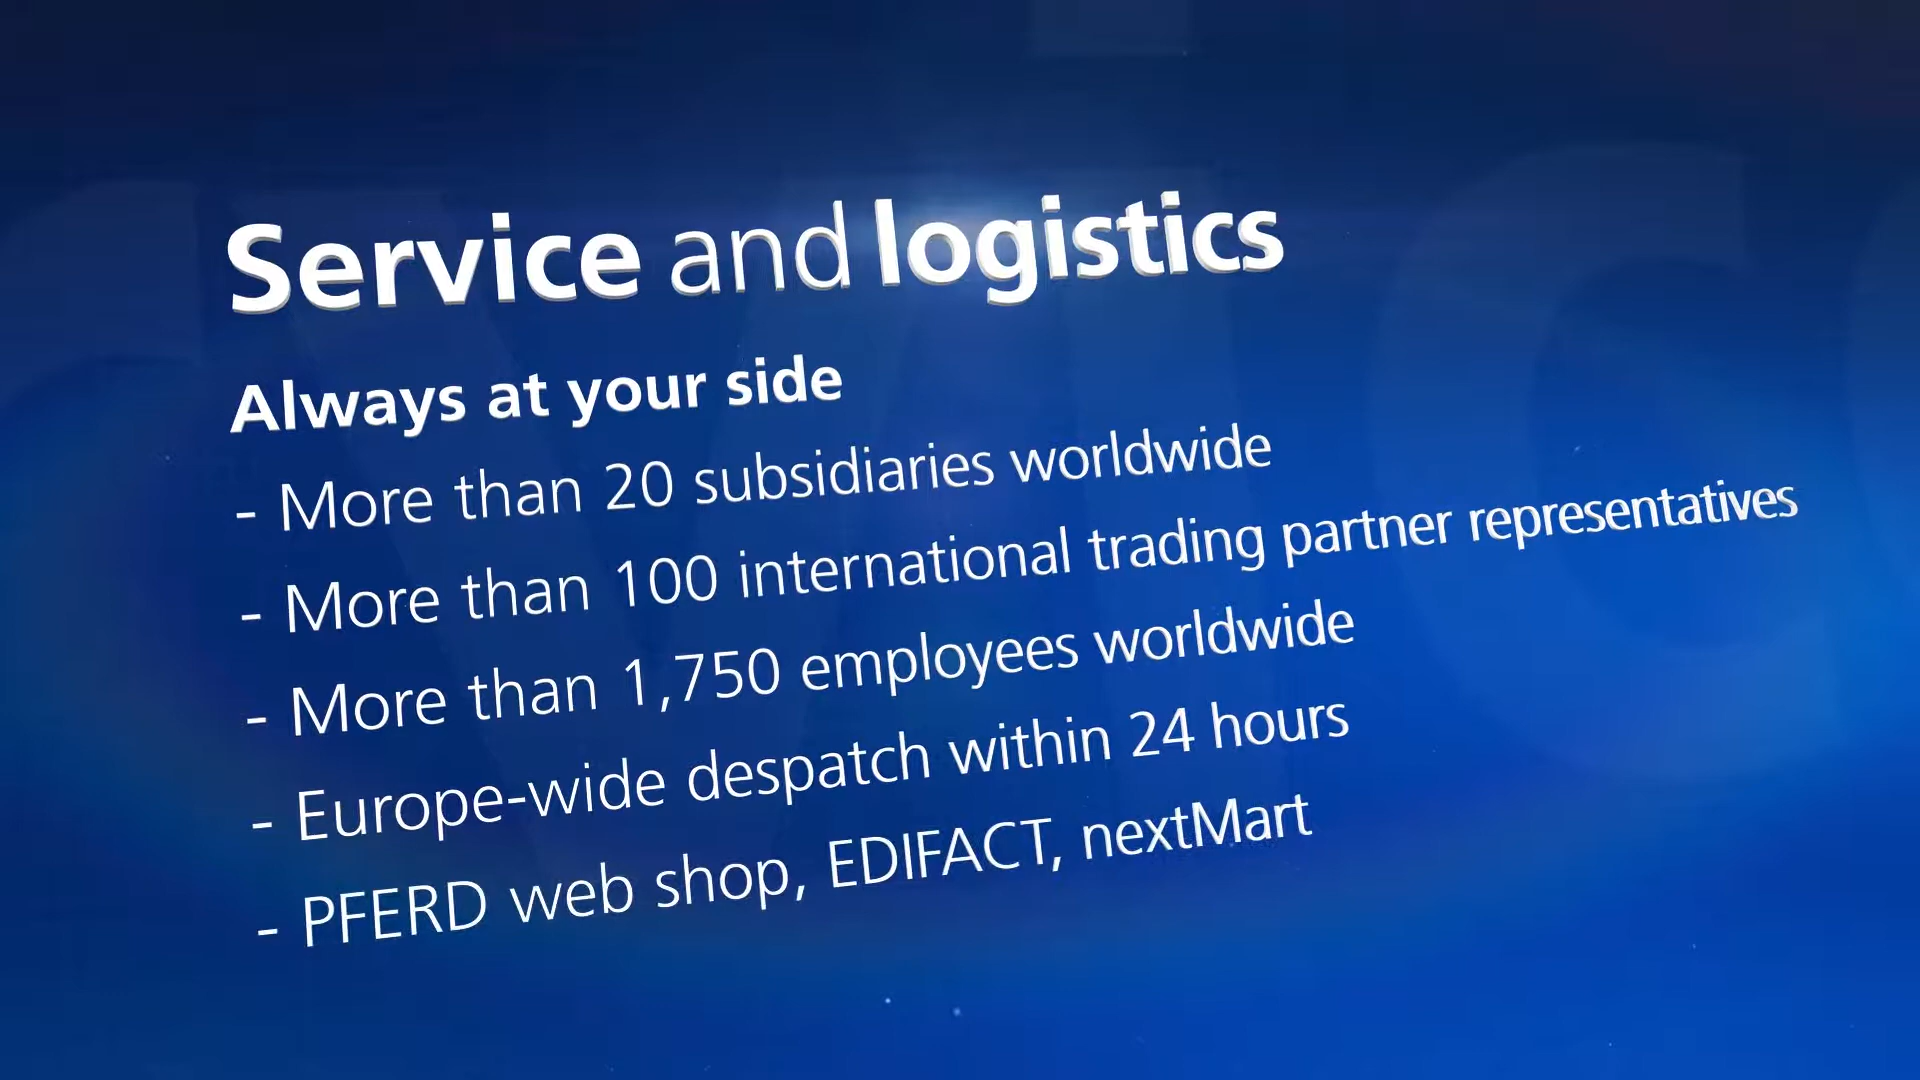 Service and logistics
Always at your side
- More than 20 subsidiaries worldwide
- More than 100 international trading partner representatives
- More than 1,750 employees worldwide
- Europe-wide despatch within 24 hours
- PFERD web shop, EDIFACT, nextMart